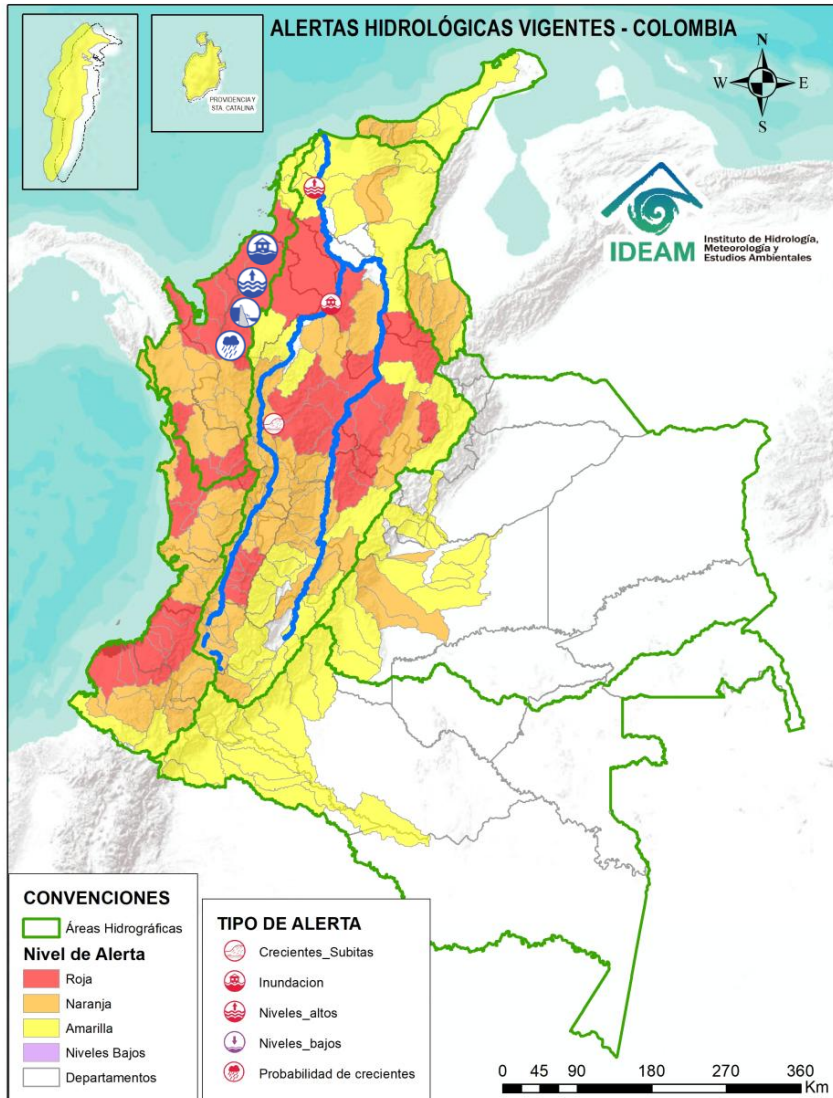 ALERTAS HIDROLÓGICAS VIGENTES - COLOMBIA
PROVIDENCIA Y
STA. CATALINA
N
W
E
S
IDEAM
Instituto de Hidrología,
Meteorología y
Estudios Ambientales
CONVENCIONES
Áreas Hidrográficas
Nivel de Alerta
Roja
Naranja
Amarilla
Niveles Bajos
Departamentos
TIPO DE ALERTA
Crecientes_Subitas
Inundacion
Niveles_altos
Niveles_bajos
Probabilidad de crecientes
0 45 90 180 270 360
Km